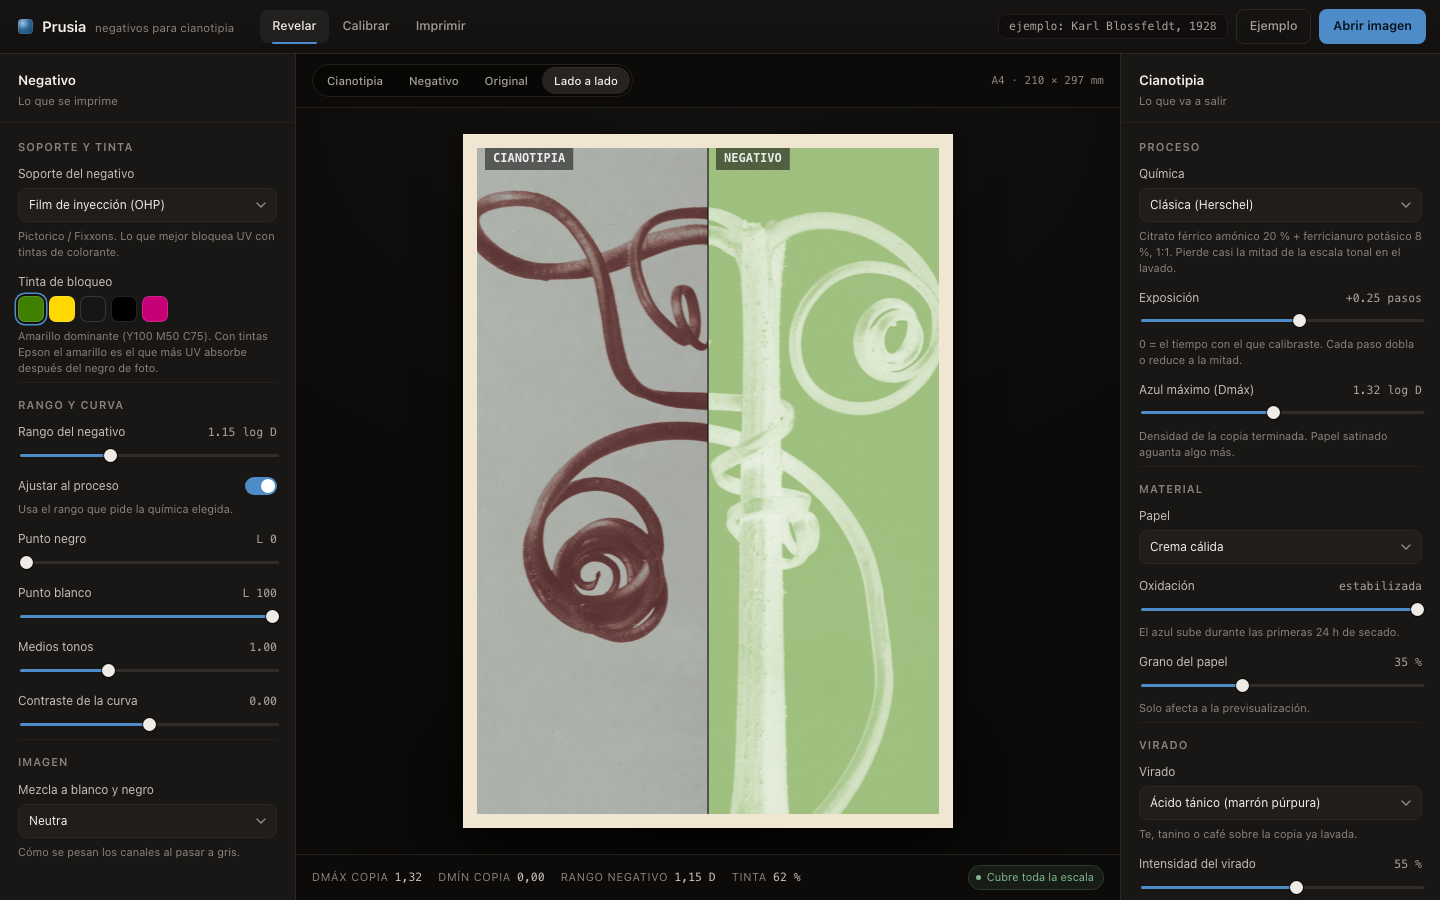 Prusia negativos para cianotipia
Revelar
Calibrar
Imprimir
ejemplo: Karl Blossfeldt, 1928
Ejemplo
Abrir imagen
Negativo
Lo que se imprime
SOPORTE Y TINTA
Soporte del negativo
Film de inyección (OHP)
Pictorico / Fixxons. Lo que mejor bloquea UV con
tintas de colorante.
Tinta de bloqueo
Amarillo dominante (Y100 M50 C75). Con tintas
Epson el amarillo es el que más UV absorbe
después del negro de foto.
RANGO Y CURVA
Rango del negativo 1.15 log D
Ajustar al proceso
Usa el rango que pide la química elegida.
Punto negro L 0
Punto blanco L 100
Medios tonos 1.00
Contraste de la curva 0.00
IMAGEN
Mezcla a blanco y negro
Neutra
Cómo se pesan los canales al pasar a gris.
Cianotipia
Negativo
Original
Lado a lado
A4 · 210 × 297 mm
CIANOTIPIA
NEGATIVO
DMÁX COPIA 1,32 DMÍN COPIA 0,00 RANGO NEGATIVO 1,15 D TINTA 62 %
Cubre toda la escala
Cianotipia
Lo que va a salir
PROCESO
Química
Clásica (Herschel)
Citrato férrico amónico 20 % + ferricianuro potásico 8
%, 1:1. Pierde casi la mitad de la escala tonal en el
lavado.
Exposición +0.25 pasos
0 = el tiempo con el que calibraste. Cada paso dobla
o reduce a la mitad.
Azul máximo (Dmáx) 1.32 log D
Densidad de la copia terminada. Papel satinado
aguanta algo más.
MATERIAL
Papel
Crema cálida
Oxidación estabilizada
El azul sube durante las primeras 24 h de secado.
Grano del papel 35 %
Solo afecta a la previsualización.
VIRADO
Virado
Ácido tánico (marrón púrpura)
Te, tanino o café sobre la copia ya lavada.
Intensidad del virado 55 %